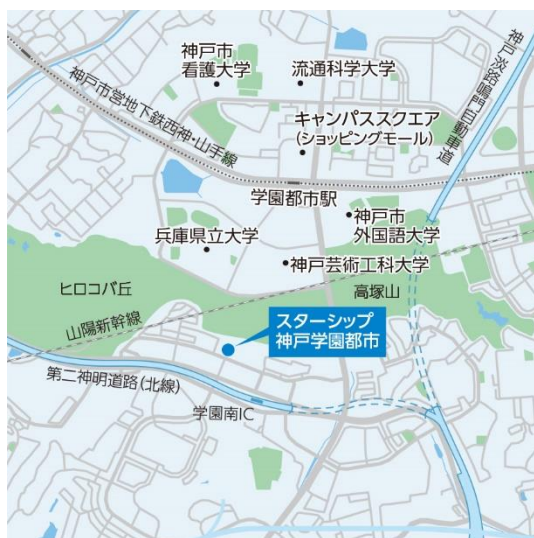 神戸市
看護大学
流通科学大学
神戸淡路鳴門自動車道
神戸市営地下鉄西神・山手線
キャンパススクエア
(ショッピングモール)
学園都市駅
神戸市
外国語大学
兵庫県立大学
神戸芸術工科大学
ヒロコバ丘
高塚山
山陽新幹線
スターシップ
神戸学園都市
第二神明道路(北線)
学園南IC